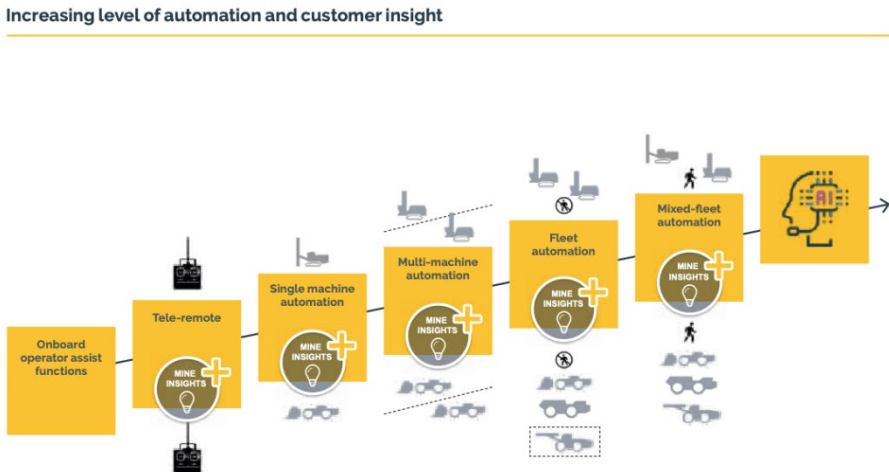 Increasing level of automation and customer insight
Onboard
operator assist
functions
Tele-remote
MINE
INSIGHTS
Single machine
automation
MINE
INSIGHTS
Multi-machine
automation
MINE
INSIGHTS
Fleet
automation
MINE
INSIGHTS
Mixed-fleet
automation
MINE
INSIGHTS
AI